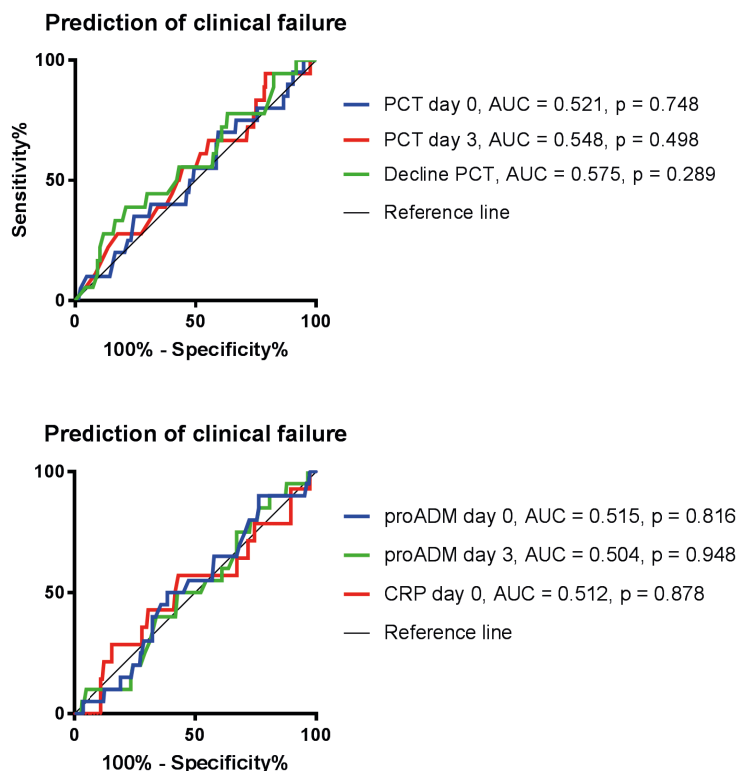 Prediction of clinical failure
100
50
0
Sensitivity%
0 50 100
100% - Specificity%
PCT day 0, AUC = 0.521, p = 0.748
PCT day 3, AUC = 0.548, p = 0.498
Decline PCT, AUC = 0.575, p = 0.289
Reference line
Prediction of clinical failure
100
50
0
0 50 100
100% - Specificity%
proADM day 0, AUC = 0.515, p = 0.816
proADM day 3, AUC = 0.504, p = 0.948
CRP day 0, AUC = 0.512, p = 0.878
Reference line